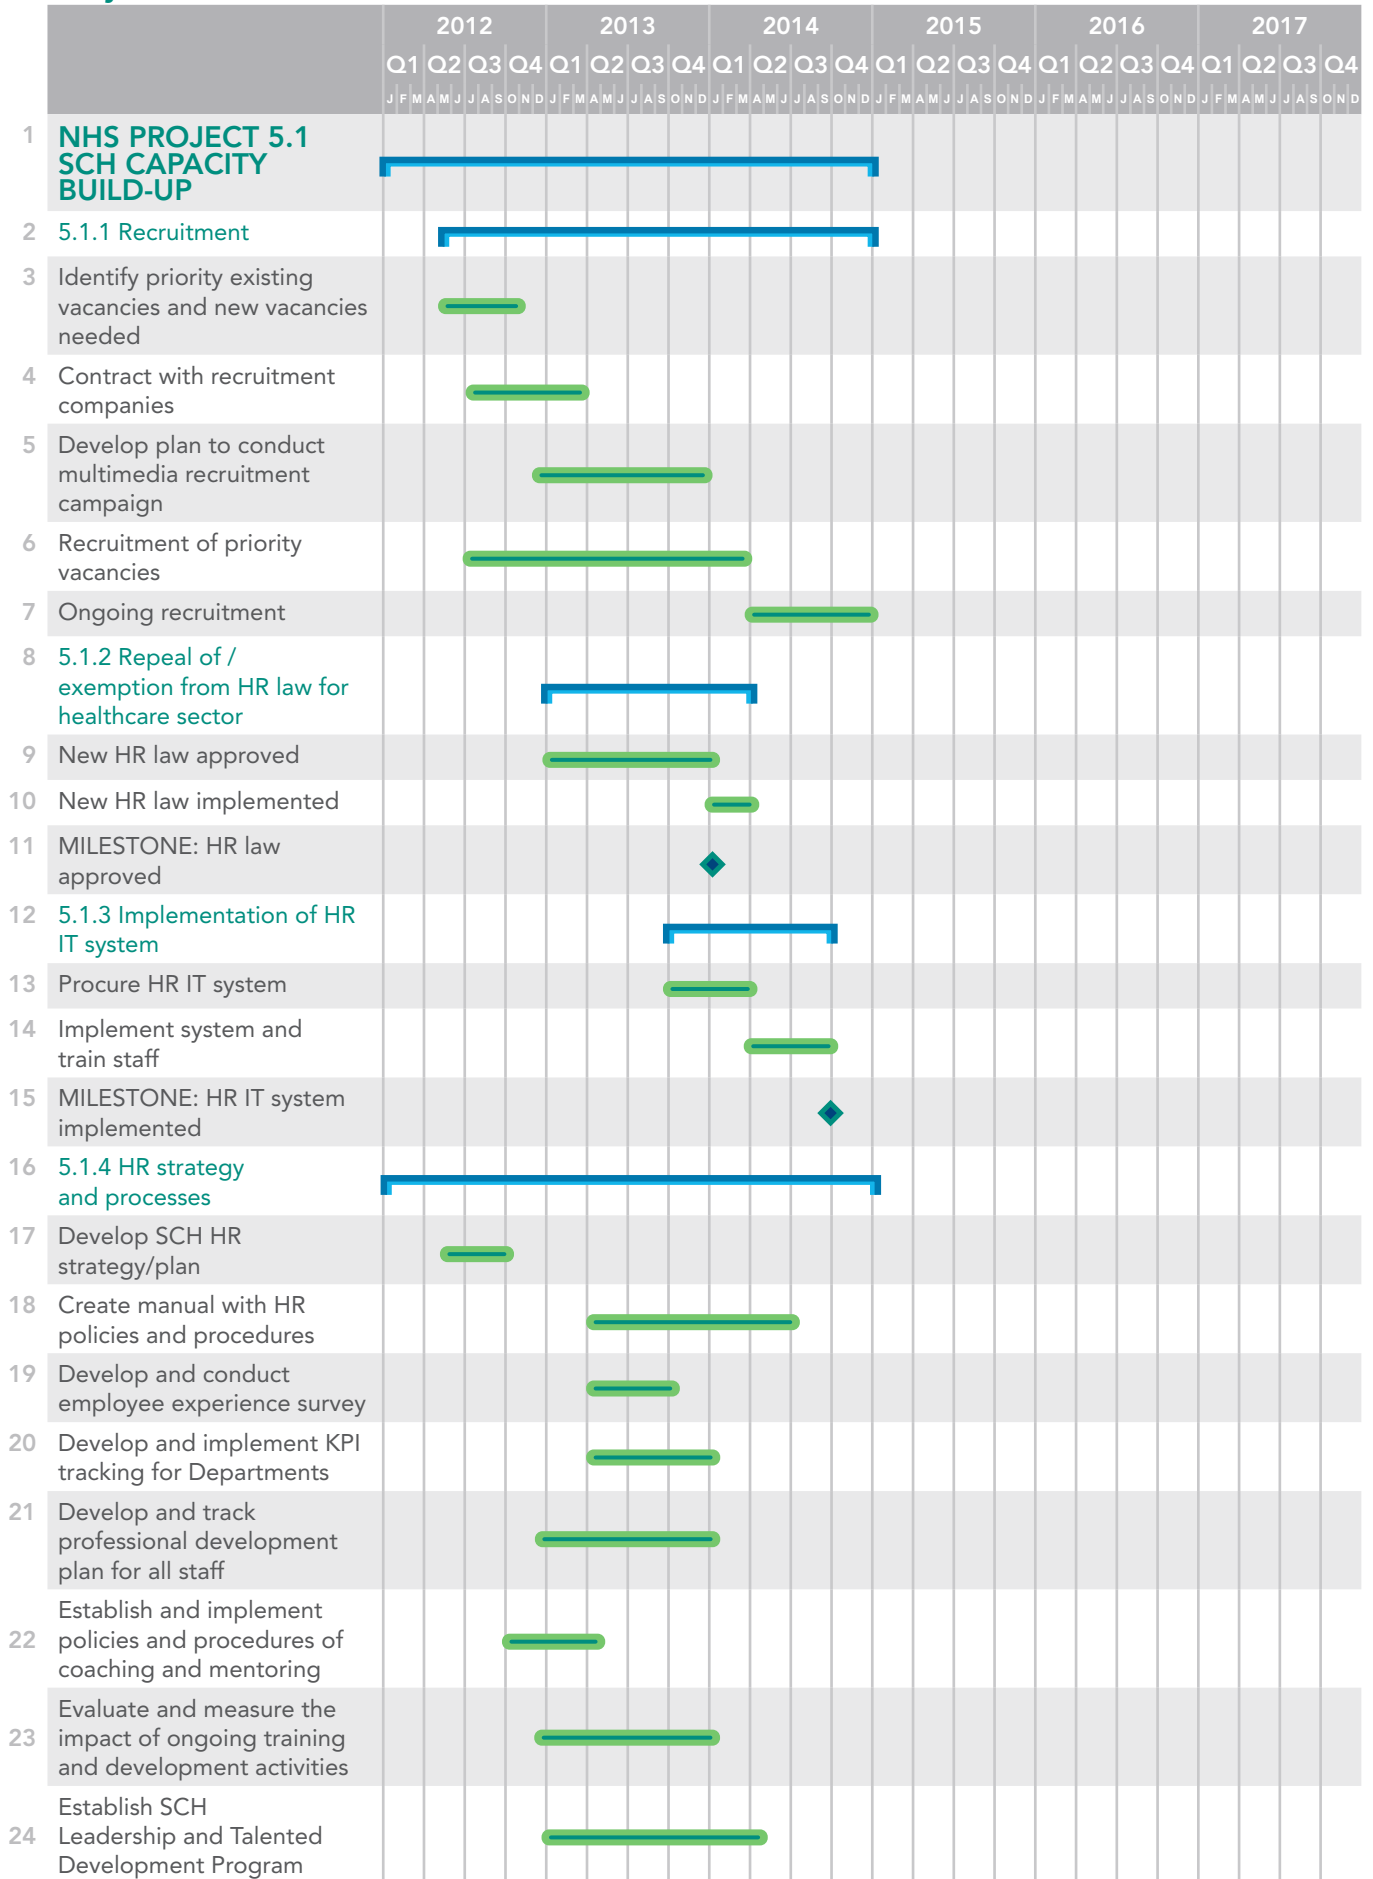 2012 2013 2014 2015 2016 2017
Q1 Q2 Q3 Q4 Q1 Q2 Q3 Q4 Q1 Q2 Q3 Q4 Q1 Q2 Q3 Q4 Q1 Q2 Q3 Q4 Q1 Q2 Q3 Q4
J F M A M J J A S O N D J F M A M J J A S O N D J F M A M J J A S O N D J F M A M J J A S O N D J F M A M J J A S O N D J F M A M J J A S O N D
1 NHS PROJECT 5.1
SCH CAPACITY
BUILD-UP
2 5.1.1 Recruitment
3 Identify priority existing
vacancies and new vacancies
needed
4 Contract with recruitment
companies
5 Develop plan to conduct
multimedia recruitment
campaign
6 Recruitment of priority
vacancies
7 Ongoing recruitment
8 5.1.2 Repeal of /
exemption from HR law for
healthcare sector
9 New HR law approved
10 New HR law implemented
11 MILESTONE: HR law
approved
12 5.1.3 Implementation of HR
IT system
13 Procure HR IT system
14 Implement system and
train staff
15 MILESTONE: HR IT system
implemented
16 5.1.4 HR strategy
and processes
17 Develop SCH HR
strategy/plan
18 Create manual with HR
policies and procedures
19 Develop and conduct
employee experience survey
20 Develop and implement KPI
tracking for Departments
21 Develop and track
professional development
plan for all staff
Establish and implement
22 policies and procedures of
coaching and mentoring
Evaluate and measure the
23 impact of ongoing training
and development activities
Establish SCH
24 Leadership and Talented
Development Program